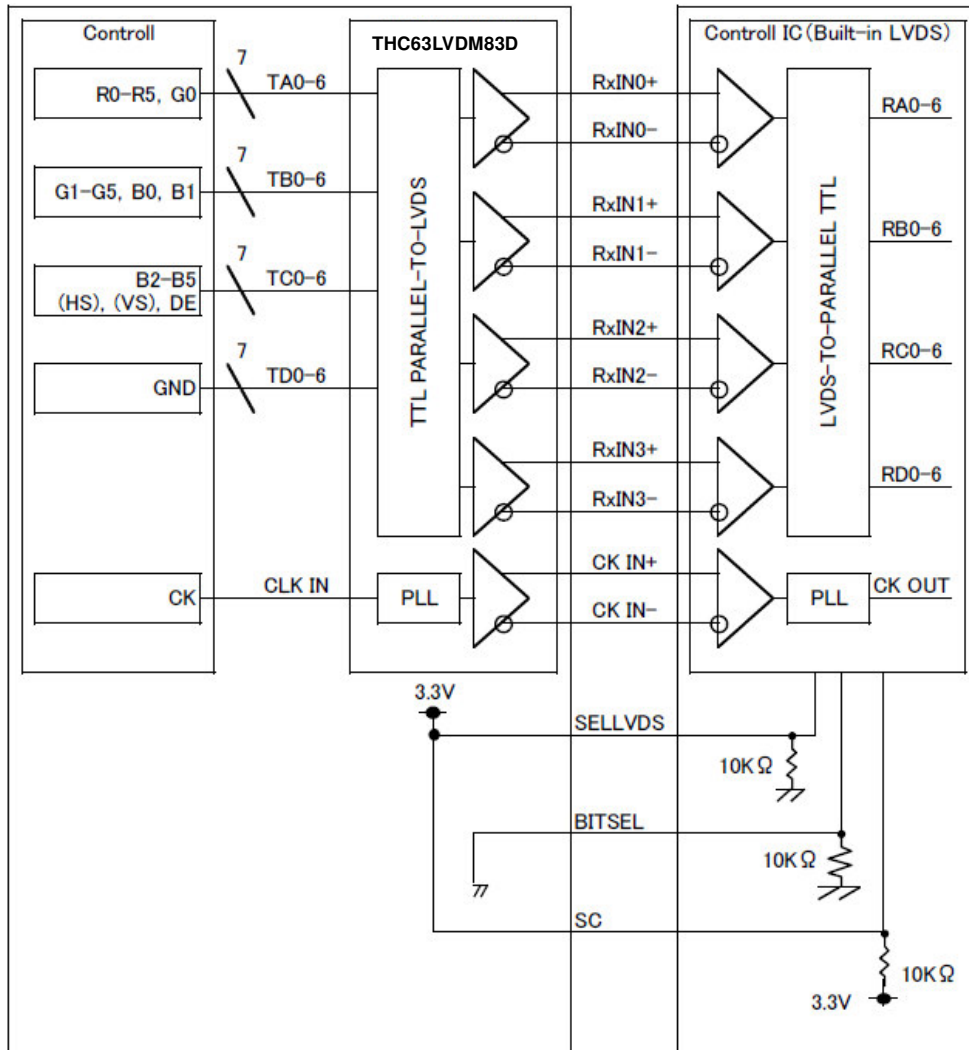 Controll
THC63LVDM83D
Controll IC(Built-in LVDS)
7
R0-R5, G0
TA0-6
RxIN0+
RxIN0-
RA0-6
7
G1-G5, B0, B1
TB0-6
RxIN1+
RxIN1-
RB0-6
7
B2-B5
(HS), (VS), DE
TC0-6
RxIN2+
RxIN2-
RC0-6
7
GND
TD0-6
RxIN3+
RxIN3-
RD0-6
TTL PARALLEL-TO-LVDS
LVDS-TO-PARALLEL TTL
CK
CLK IN
PLL
CK IN+
CK IN-
PLL
CK OUT
3.3V
SELLVDS
10KΩ
BITSEL
10KΩ
SC
10KΩ
3.3V